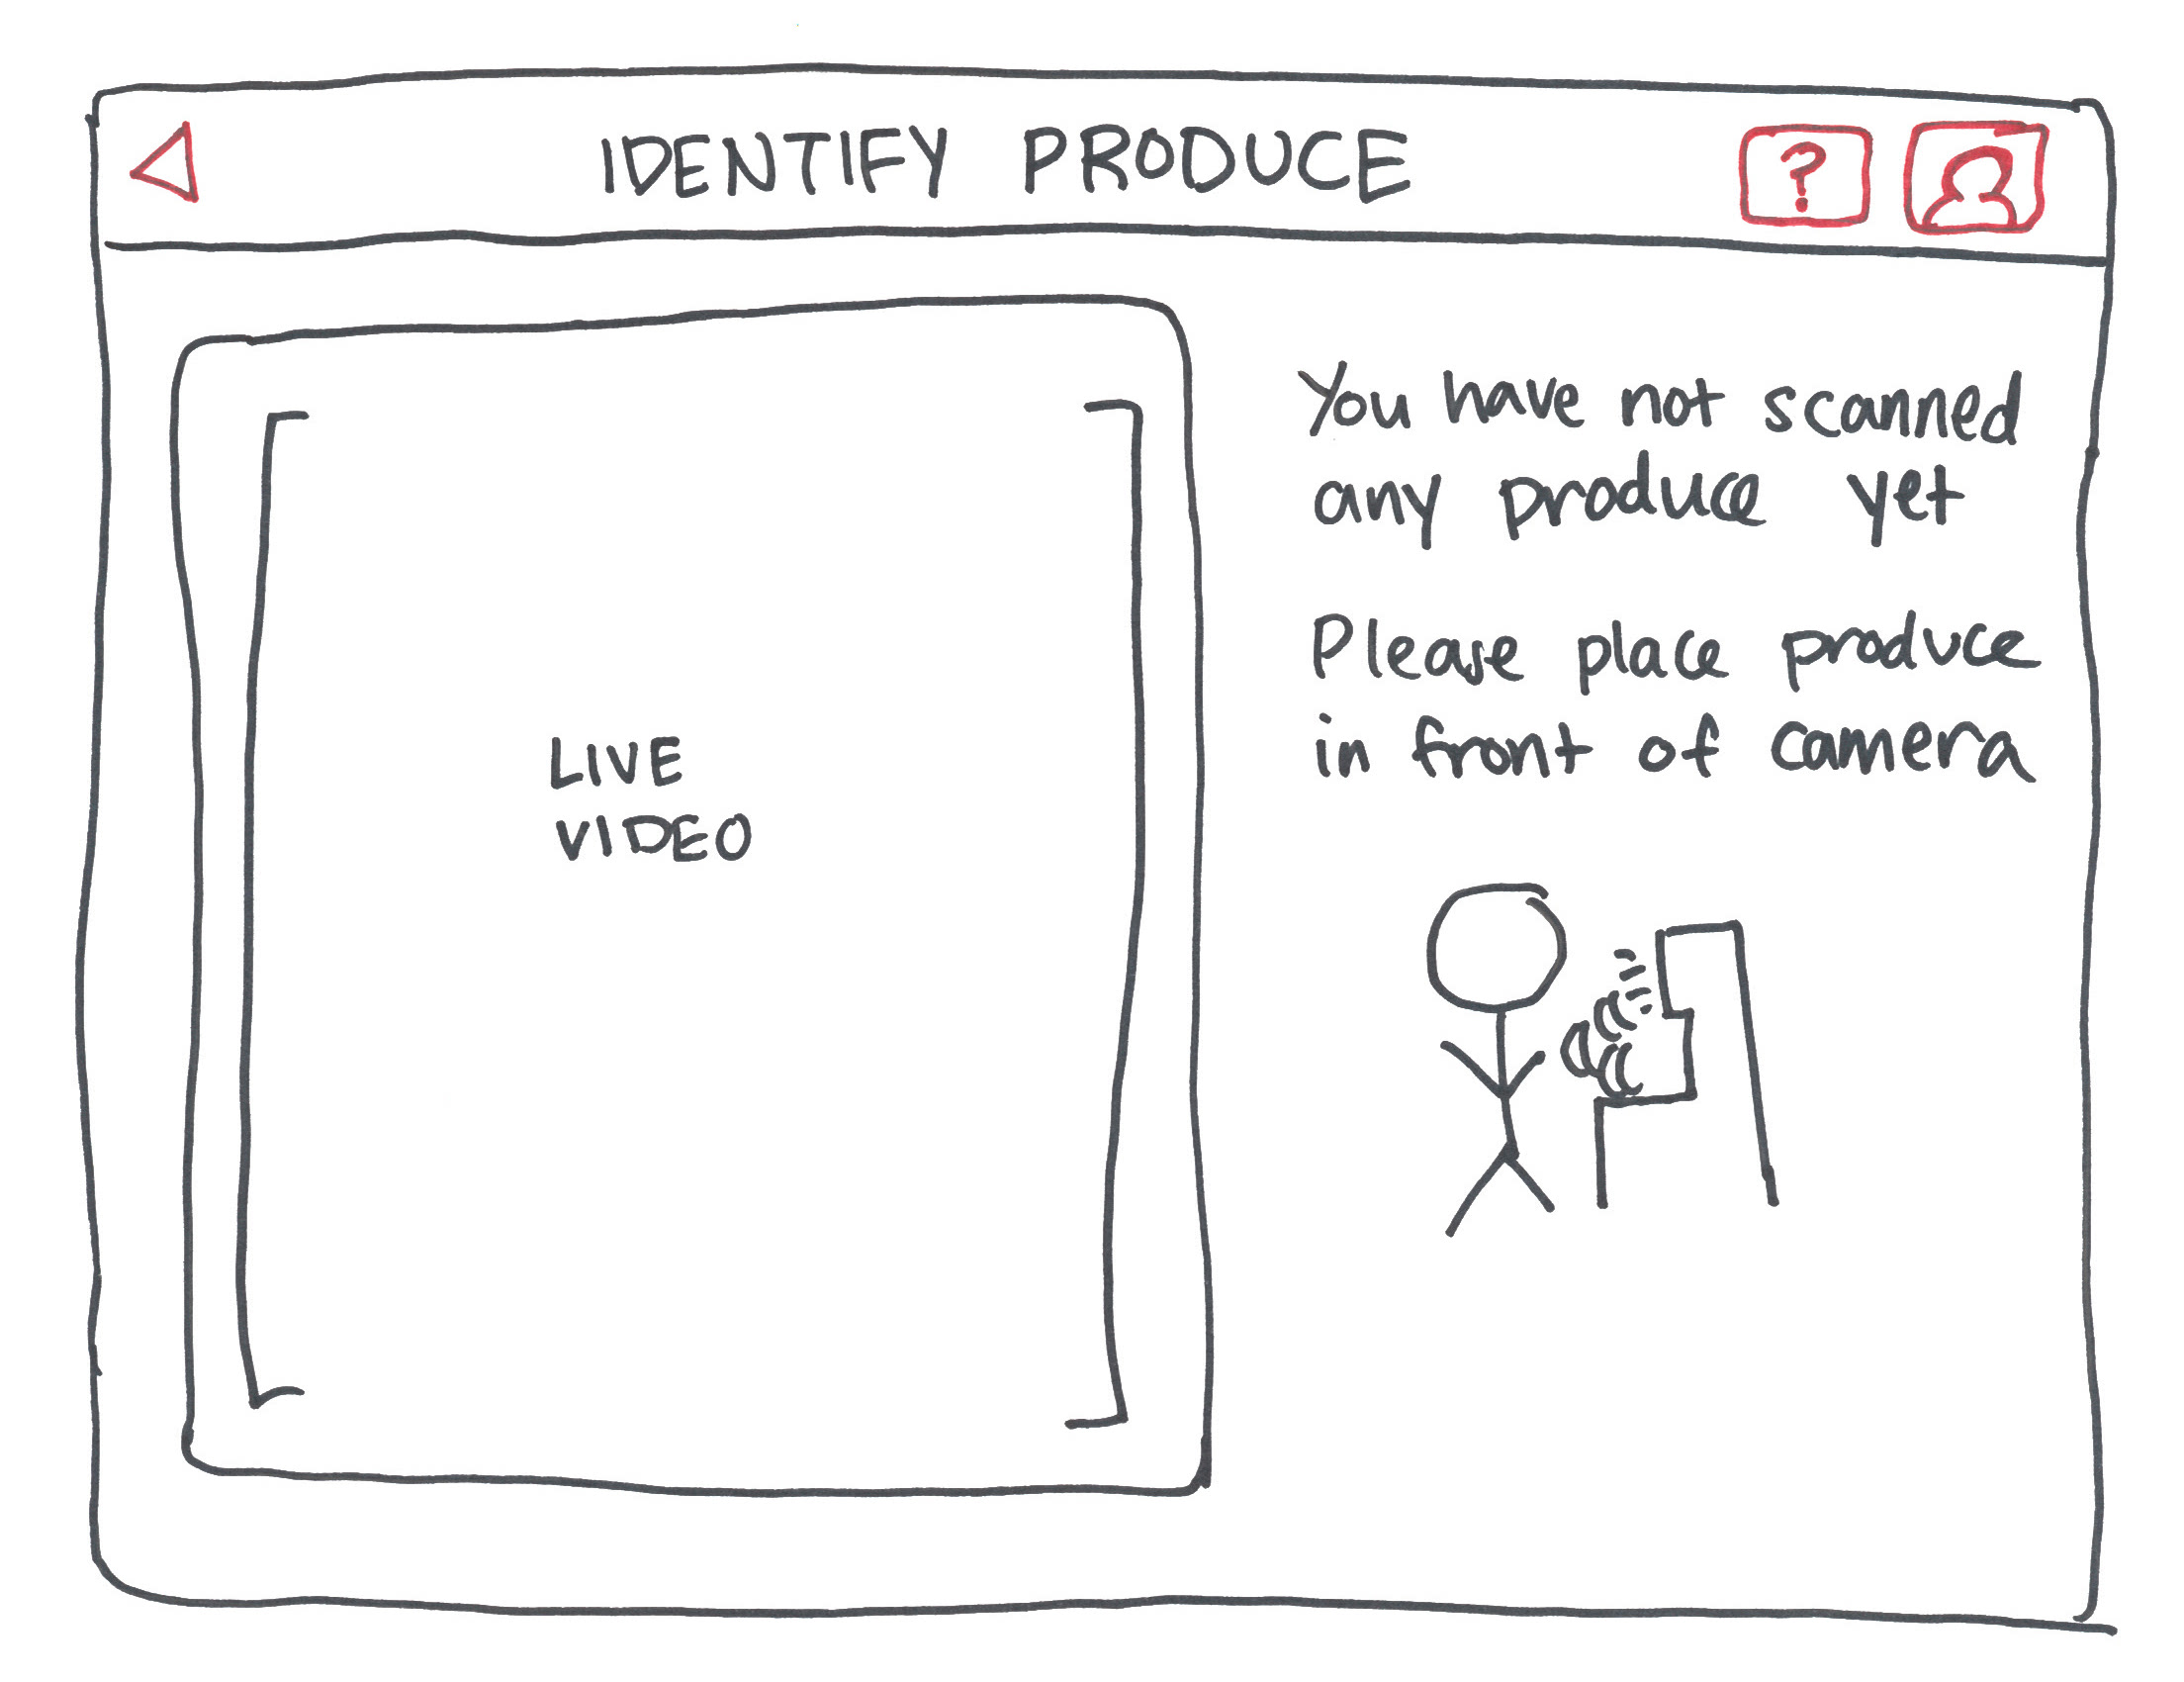 IDENTIFY PRODUCE
?
You have not scanned
any produce yet
Please place produce
in front of camera
LIVE
VIDEO